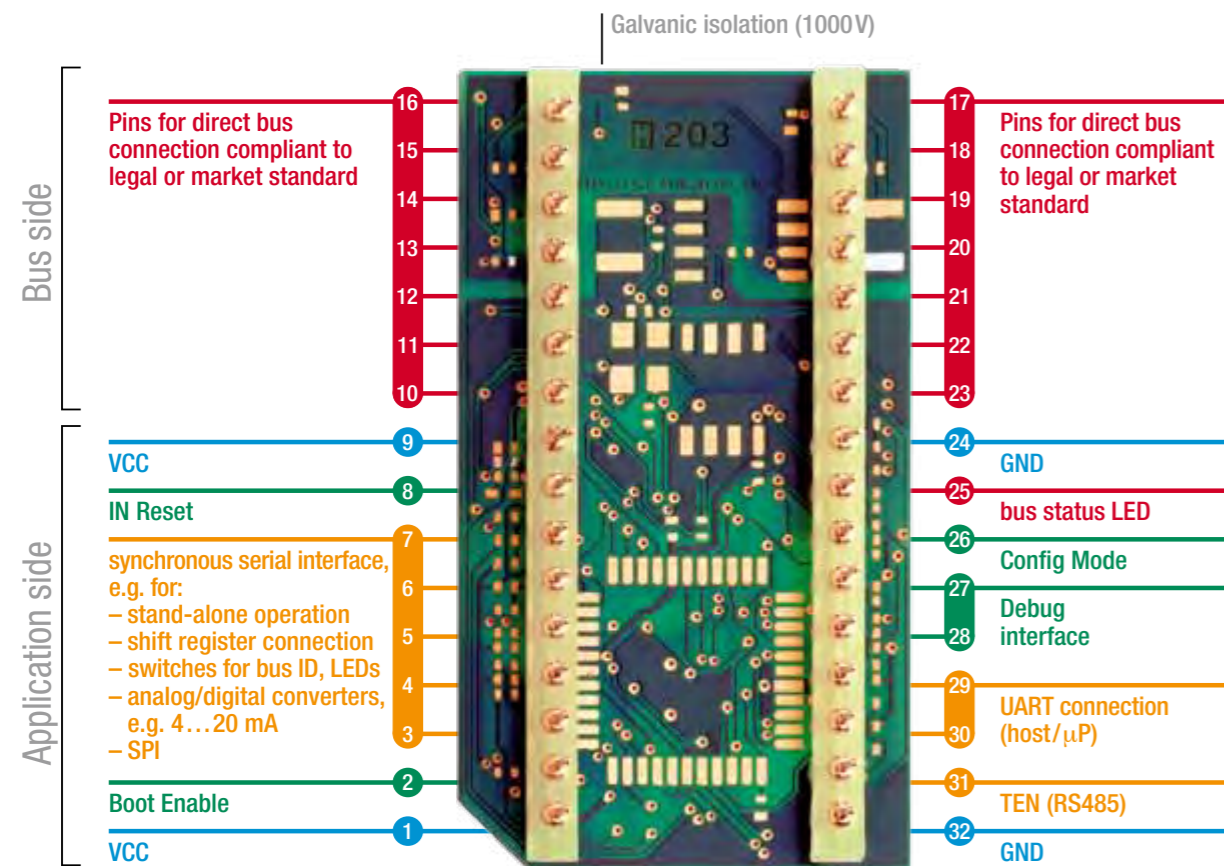 Galvanic isolation (1000 V)
Bus side
Application side
16
Pins for direct bus
connection compliant to
legal or market standard
15
14
13
12
11
10
9
VCC
8
IN Reset
7
synchronous serial interface,
e.g. for:
– stand-alone operation
– shift register connection
– switches for bus ID, LEDs
– analog/digital converters,
e.g. 4...20 mA
– SPI
6
5
4
3
2
Boot Enable
1
VCC
203
17
Pins for direct bus
connection compliant
to legal or market
standard
18
19
20
21
22
23
24
GND
25
bus status LED
26
Config Mode
27
Debug
interface
28
29
UART connection
(host/µP)
30
31
TEN (RS485)
32
GND